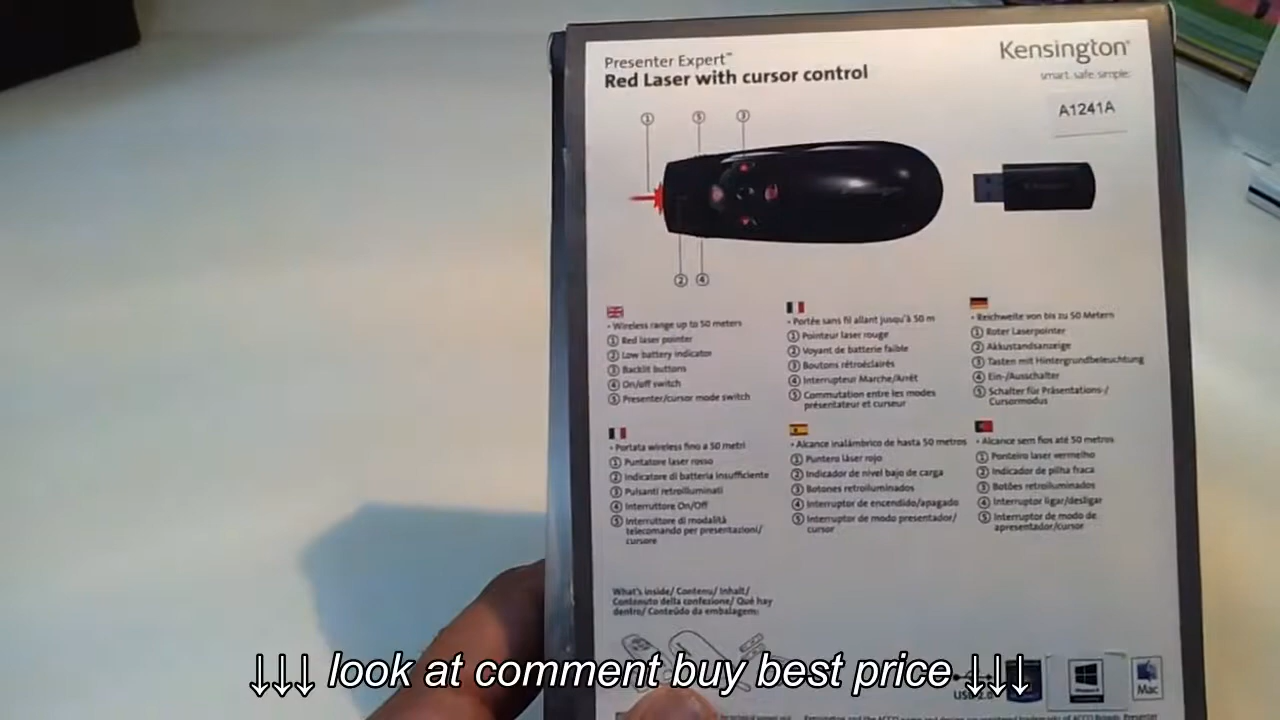 Presenter Expert™
Red Laser with cursor control
Kensington®
smart. safe. simple.
A1241A
① ⑤ ③
② ④
• Wireless range up to 50 meters
① Red laser pointer
② Low battery indicator
③ Backlit buttons
④ On/off switch
⑤ Presenter/cursor mode switch
• Portée sans fil allant jusqu'à 50 m
① Pointeur laser rouge
② Voyant de batterie faible
③ Boutons rétroéclairés
④ Interrupteur Marche/Arrêt
⑤ Commutation entre les modes
présentateur et curseur
• Reichweite von bis zu 50 Metern
① Roter Laserpointer
② Akkustandsanzeige
③ Tasten mit Hintergrundbeleuchtung
④ Ein-/Ausschalter
⑤ Schalter für Präsentations-/
Cursormodus
• Portata wireless fino a 50 metri
① Puntatore laser rosso
② Indicatore di batteria insufficiente
③ Pulsanti retroilluminati
④ Interruttore On/Off
⑤ Interruttore di modalità
telecomando per presentazioni/
cursore
• Alcance inalámbrico de hasta 50 metros
① Puntero láser rojo
② Indicador de nivel bajo de carga
③ Botones retroiluminados
④ Interruptor de encendido/apagado
⑤ Interruptor de modo presentador/
cursor
• Alcance sem fios até 50 metros
① Ponteiro laser vermelho
② Indicador de pilha fraca
③ Botões retroiluminados
④ Interruptor ligar/desligar
⑤ Interruptor de modo de
apresentador/cursor
What's inside/ Contenu/ Inhalt/
Contenuto della confezione/ Qué hay
dentro/ Conteúdo da embalagem:
↓↓↓ look at comment buy best price ↓↓↓
USB 2.0
Mac